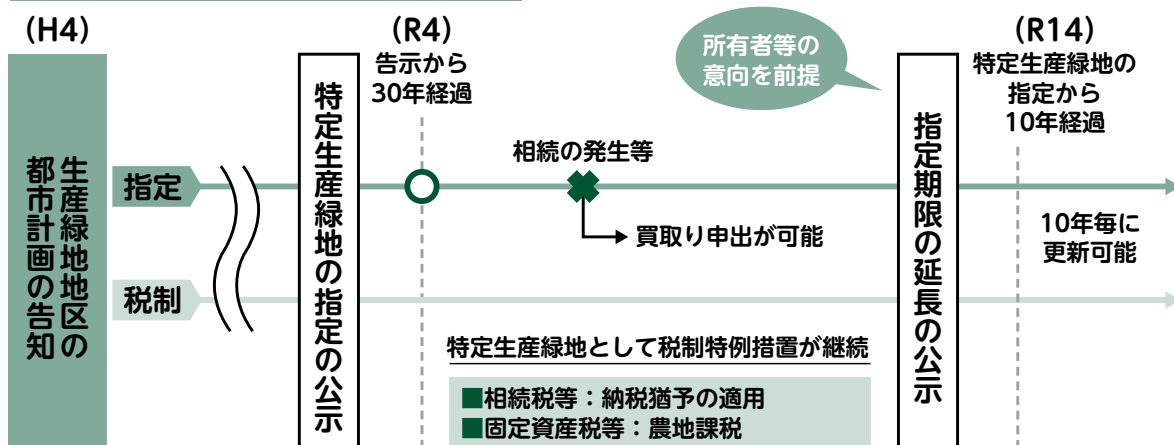 (H4)
生産緑地地区の
都市計画の告知
指定
税制
特定生産緑地の指定の公示
(R4)
告示から
30年経過
相続の発生等
買取り申出が可能
所有者等の
意向を前提
指定期限の延長の公示
(R14)
特定生産緑地の
指定から
10年経過
10年毎に
更新可能
特定生産緑地として税制特例措置が継続
■相続税等：納税猶予の適用
■固定資産税等：農地課税